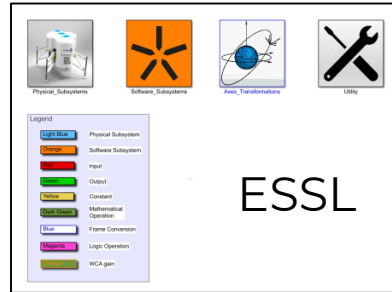 Physical_Subsystems
Software_Subsystems
Axes_Transformations
Utility
Legend
Light Blue Physical Subsystem
Orange Software Subsystem
Red Input
Green Output
Yellow Constant
Dark Green Mathematical
Operation
Blue Frame Conversion
Magenta Logic Operation
WCA gain
ESSL